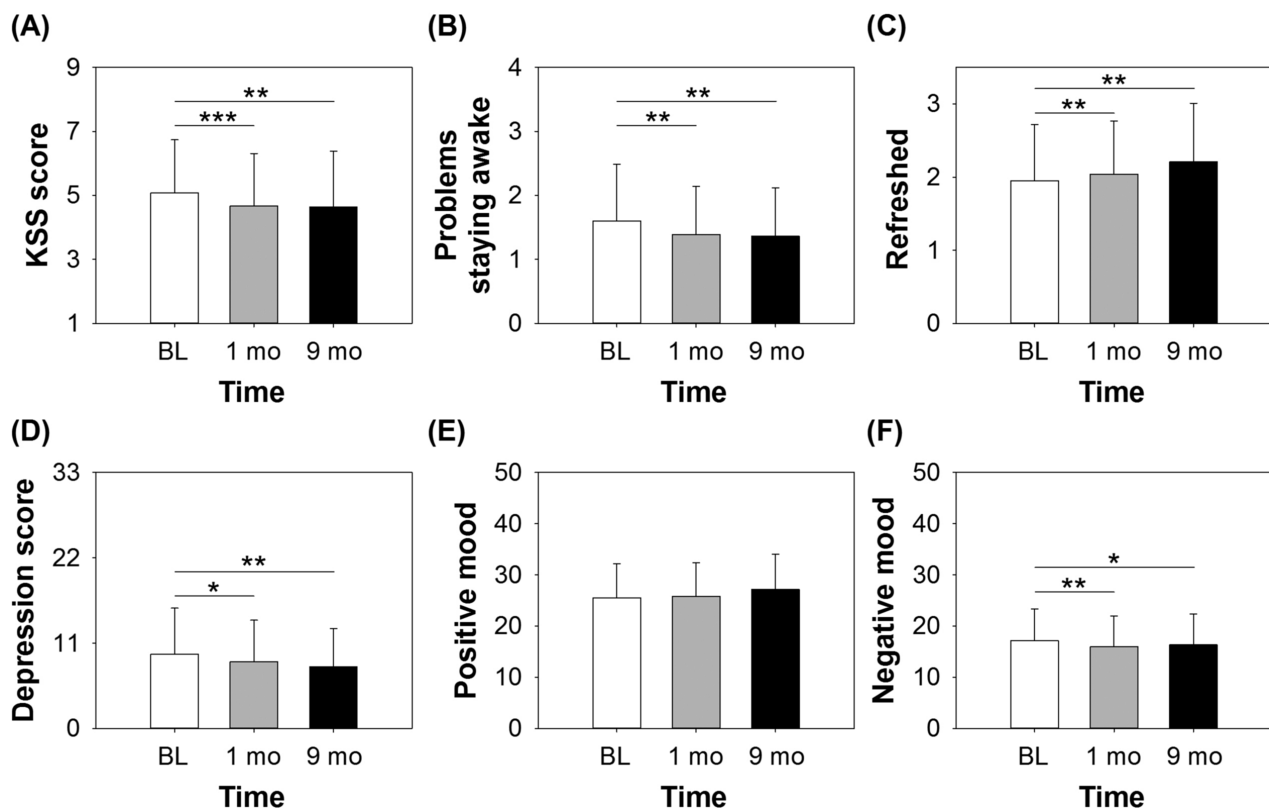 (A)
KSS score
9
7
5
3
1
**
***
BL 1 mo 9 mo
Time
(B)
Problems
staying awake
4
3
2
1
0
**
**
BL 1 mo 9 mo
Time
(C)
Refreshed
3
2
1
0
**
**
BL 1 mo 9 mo
Time
(D)
Depression score
33
22
11
0
**
*
BL 1 mo 9 mo
Time
(E)
Positive mood
50
40
30
20
10
0
BL 1 mo 9 mo
Time
(F)
Negative mood
50
40
30
20
10
0
*
**
BL 1 mo 9 mo
Time